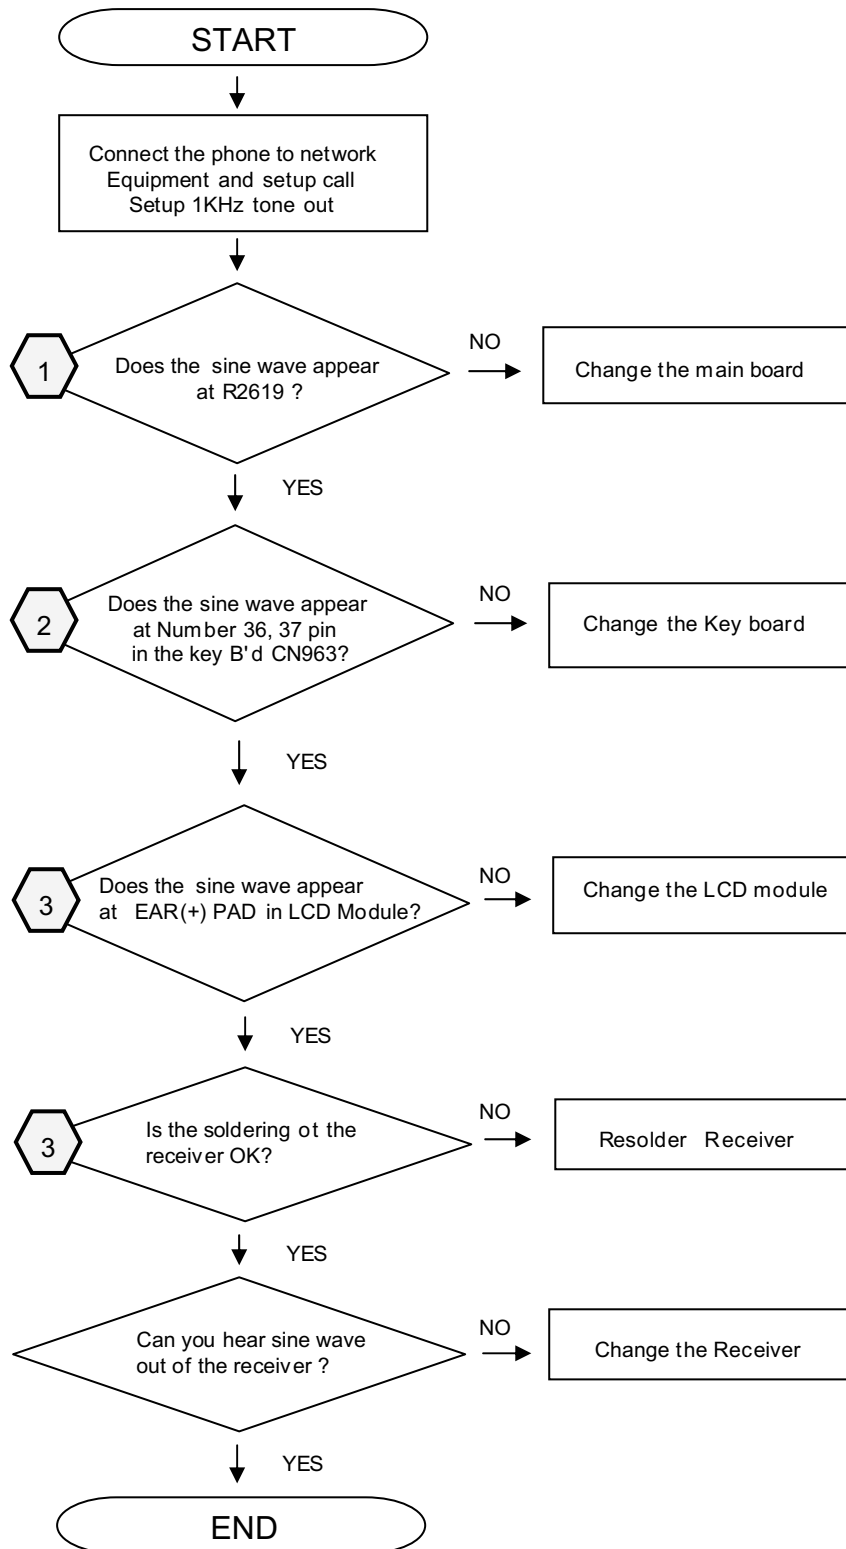 START
Connect the phone to network
Equipment and setup call
Setup 1KHz tone out
1
Does the sine wave appear
at R2619 ?
NO
Change the main board
YES
2
Does the sine wave appear
at Number 36, 37 pin
in the key B'd CN963?
NO
Change the Key board
YES
3
Does the sine wave appear
at EAR(+) PAD in LCD Module?
NO
Change the LCD module
YES
3
Is the soldering ot the
receiver OK?
NO
Resolder Receiver
YES
Can you hear sine wave
out of the receiver ?
NO
Change the Receiver
YES
END